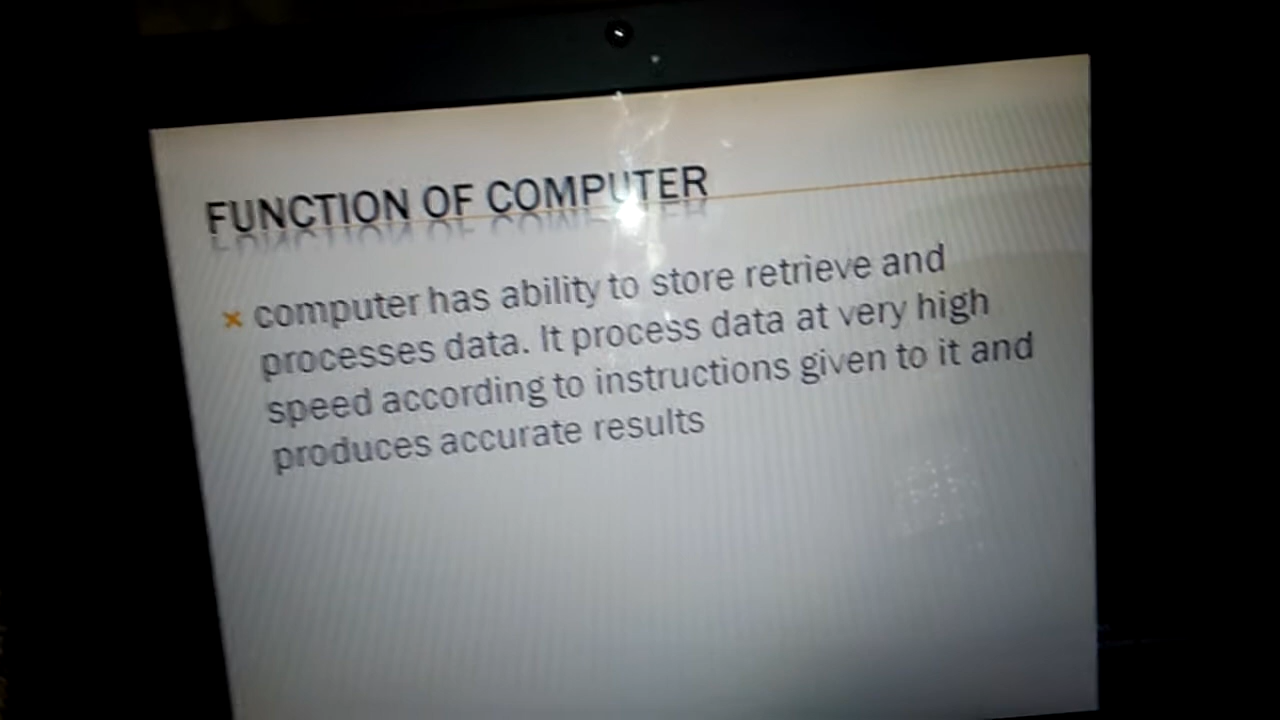 FUNCTION OF COMPUTER
computer has ability to store retrieve and
processes data. It process data at very high
speed according to instructions given to it and
produces accurate results